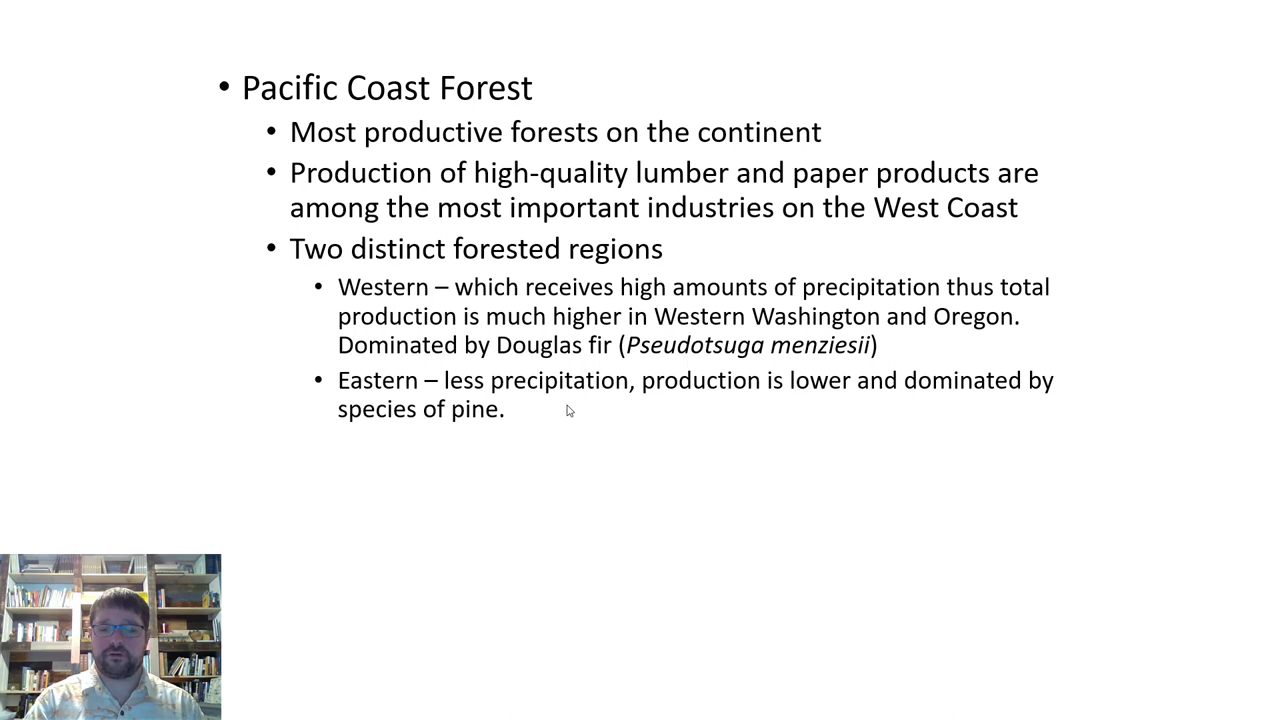 • Pacific Coast Forest
• Most productive forests on the continent
• Production of high-quality lumber and paper products are
among the most important industries on the West Coast
• Two distinct forested regions
• Western – which receives high amounts of precipitation thus total
production is much higher in Western Washington and Oregon.
Dominated by Douglas fir (Pseudotsuga menziesii)
• Eastern – less precipitation, production is lower and dominated by
species of pine.